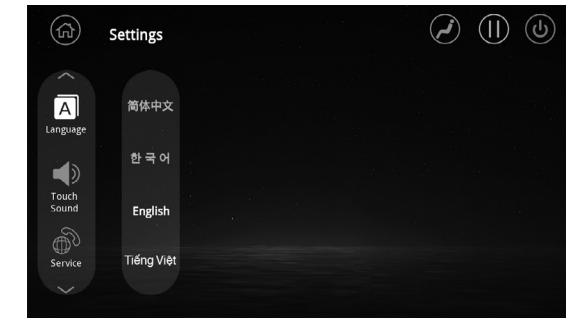 Settings
A
Language
Touch
Sound
Service
简体中文
한국어
English
Tiếng Việt